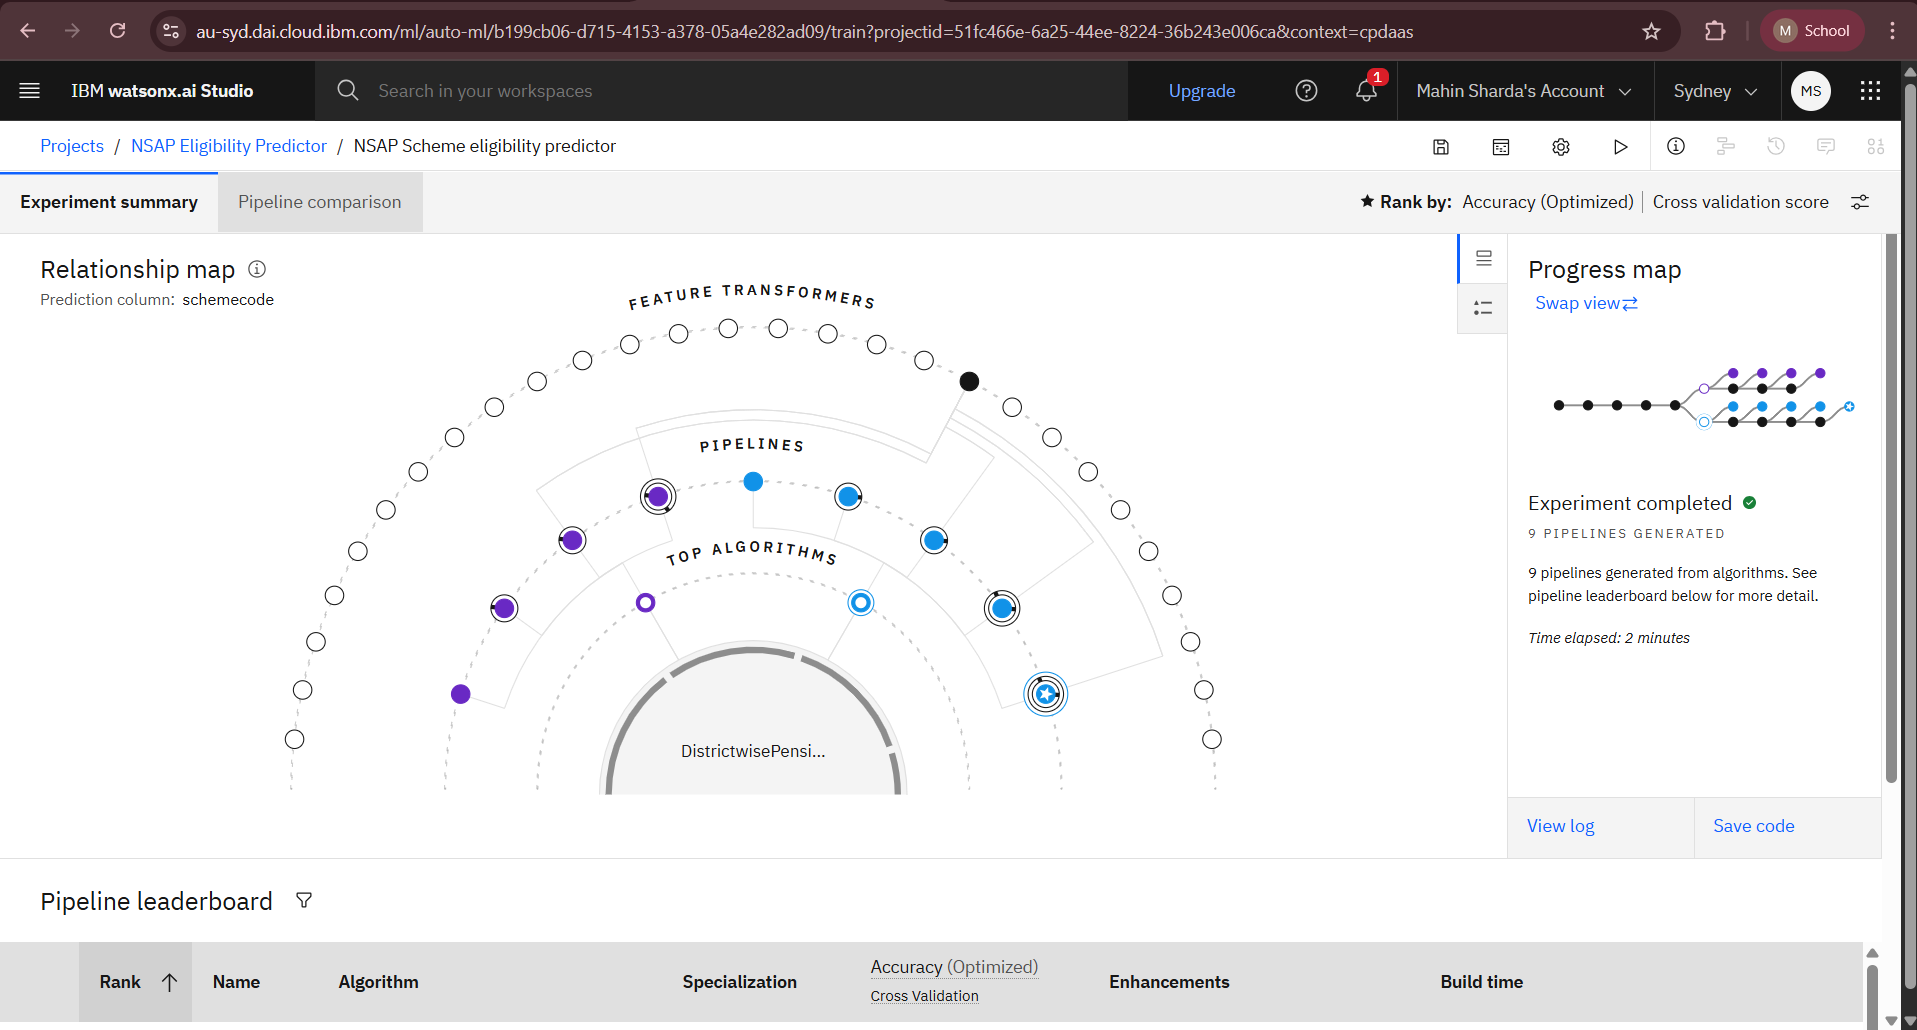 au-syd.dai.cloud.ibm.com/ml/auto-ml/b199cb06-d715-4153-a378-05a4e282ad09/train?projectid=51fc466e-6a25-44ee-8224-36b243e006ca&context=cpdaas
M School
IBM watsonx.ai Studio
Search in your workspaces
Upgrade
1
Mahin Sharda's Account
Sydney
MS
Projects / NSAP Eligibility Predictor / NSAP Scheme eligibility predictor
Experiment summary
Pipeline comparison
Rank by: Accuracy (Optimized) | Cross validation score
Relationship map
Prediction column: schemecode
FEATURE TRANSFORMERS
PIPELINES
TOP ALGORITHMS
DistrictwisePensi...
Progress map
Swap view
Experiment completed
9 PIPELINES GENERATED
9 pipelines generated from algorithms. See
pipeline leaderboard below for more detail.
Time elapsed: 2 minutes
View log
Save code
Pipeline leaderboard
Rank
Name
Algorithm
Specialization
Accuracy (Optimized)
Cross Validation
Enhancements
Build time